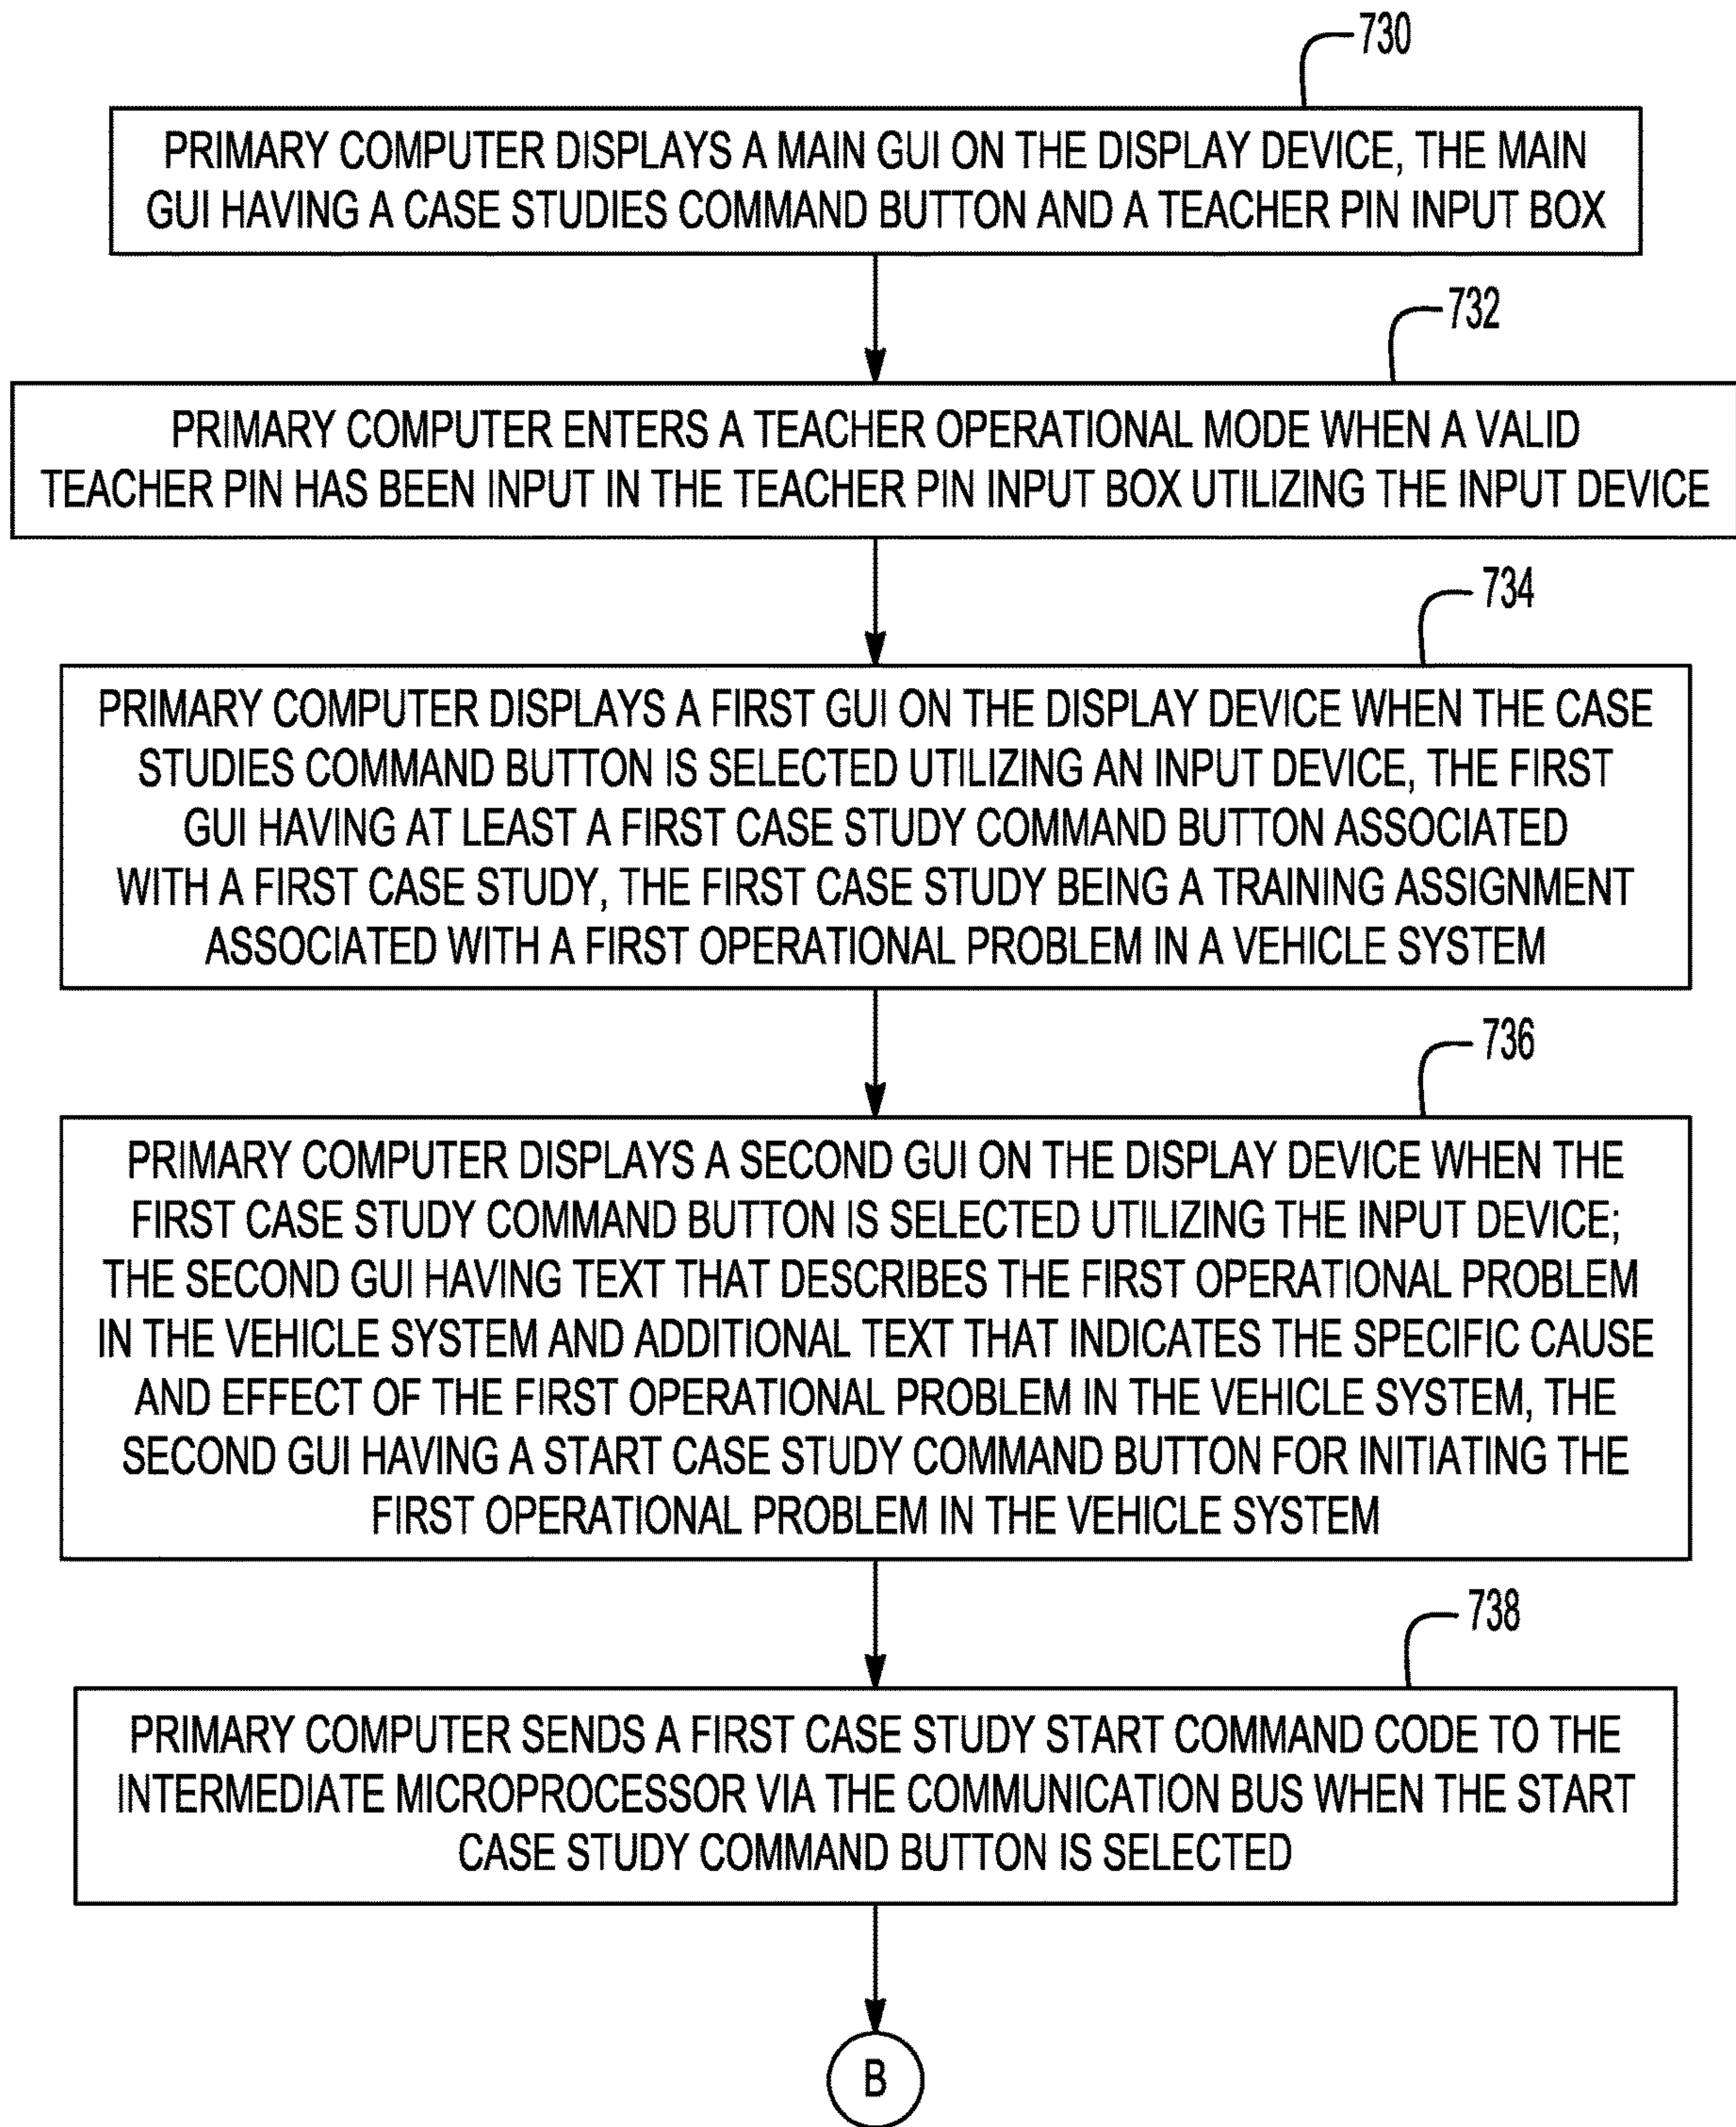 730
PRIMARY COMPUTER DISPLAYS A MAIN GUI ON THE DISPLAY DEVICE, THE MAIN
GUI HAVING A CASE STUDIES COMMAND BUTTON AND A TEACHER PIN INPUT BOX
732
PRIMARY COMPUTER ENTERS A TEACHER OPERATIONAL MODE WHEN A VALID
TEACHER PIN HAS BEEN INPUT IN THE TEACHER PIN INPUT BOX UTILIZING THE INPUT DEVICE
734
PRIMARY COMPUTER DISPLAYS A FIRST GUI ON THE DISPLAY DEVICE WHEN THE CASE
STUDIES COMMAND BUTTON IS SELECTED UTILIZING AN INPUT DEVICE, THE FIRST
GUI HAVING AT LEAST A FIRST CASE STUDY COMMAND BUTTON ASSOCIATED
WITH A FIRST CASE STUDY, THE FIRST CASE STUDY BEING A TRAINING ASSIGNMENT
ASSOCIATED WITH A FIRST OPERATIONAL PROBLEM IN A VEHICLE SYSTEM
736
PRIMARY COMPUTER DISPLAYS A SECOND GUI ON THE DISPLAY DEVICE WHEN THE
FIRST CASE STUDY COMMAND BUTTON IS SELECTED UTILIZING THE INPUT DEVICE;
THE SECOND GUI HAVING TEXT THAT DESCRIBES THE FIRST OPERATIONAL PROBLEM
IN THE VEHICLE SYSTEM AND ADDITIONAL TEXT THAT INDICATES THE SPECIFIC CAUSE
AND EFFECT OF THE FIRST OPERATIONAL PROBLEM IN THE VEHICLE SYSTEM, THE
SECOND GUI HAVING A START CASE STUDY COMMAND BUTTON FOR INITIATING THE
FIRST OPERATIONAL PROBLEM IN THE VEHICLE SYSTEM
738
PRIMARY COMPUTER SENDS A FIRST CASE STUDY START COMMAND CODE TO THE
INTERMEDIATE MICROPROCESSOR VIA THE COMMUNICATION BUS WHEN THE START
CASE STUDY COMMAND BUTTON IS SELECTED
B